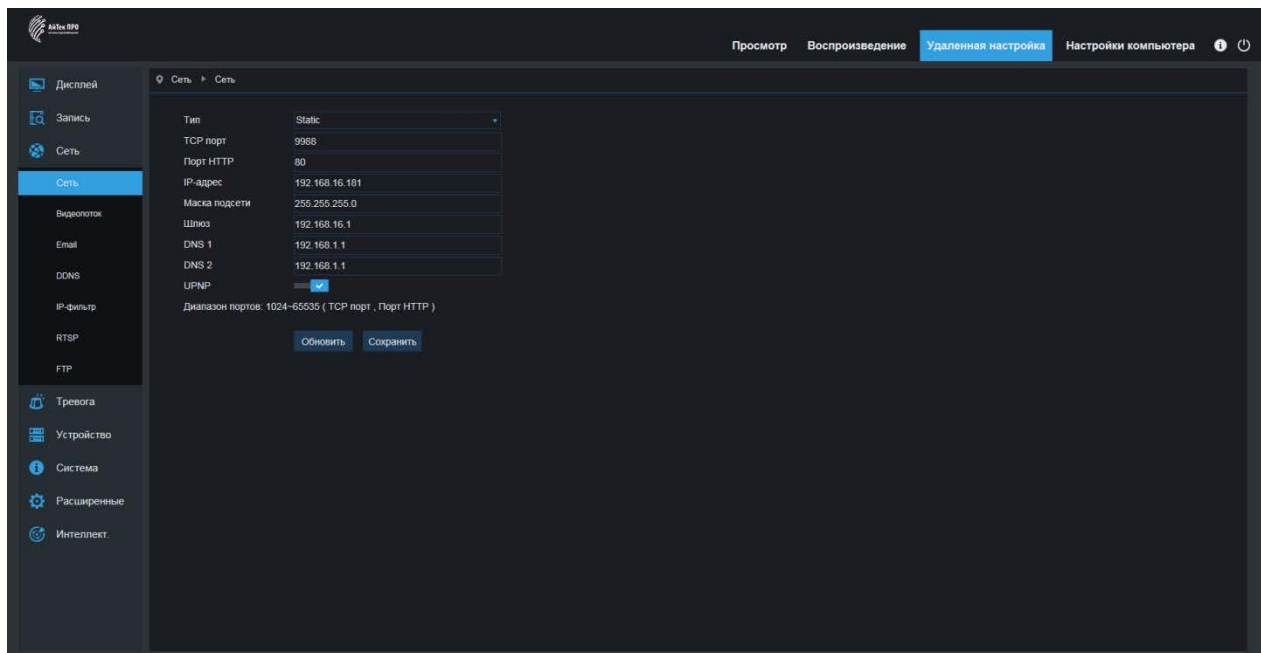 АйТек ПРО
Просмотр Воспроизведение Удаленная настройка Настройки компьютера
Дисплей
Запись
Сеть
Сеть
Видеопоток
Email
DDNS
IP-фильтр
RTSP
FTP
Тревога
Устройство
Система
Расширенные
Интеллект.
Сеть Сеть
Тип Static
TCP порт 9988
Порт HTTP 80
IP-адрес 192.168.16.181
Маска подсети 255.255.255.0
Шлюз 192.168.16.1
DNS 1 192.168.1.1
DNS 2 192.168.1.1
UPNP
Диапазон портов: 1024~65535 ( TCP порт , Порт HTTP )
Обновить Сохранить